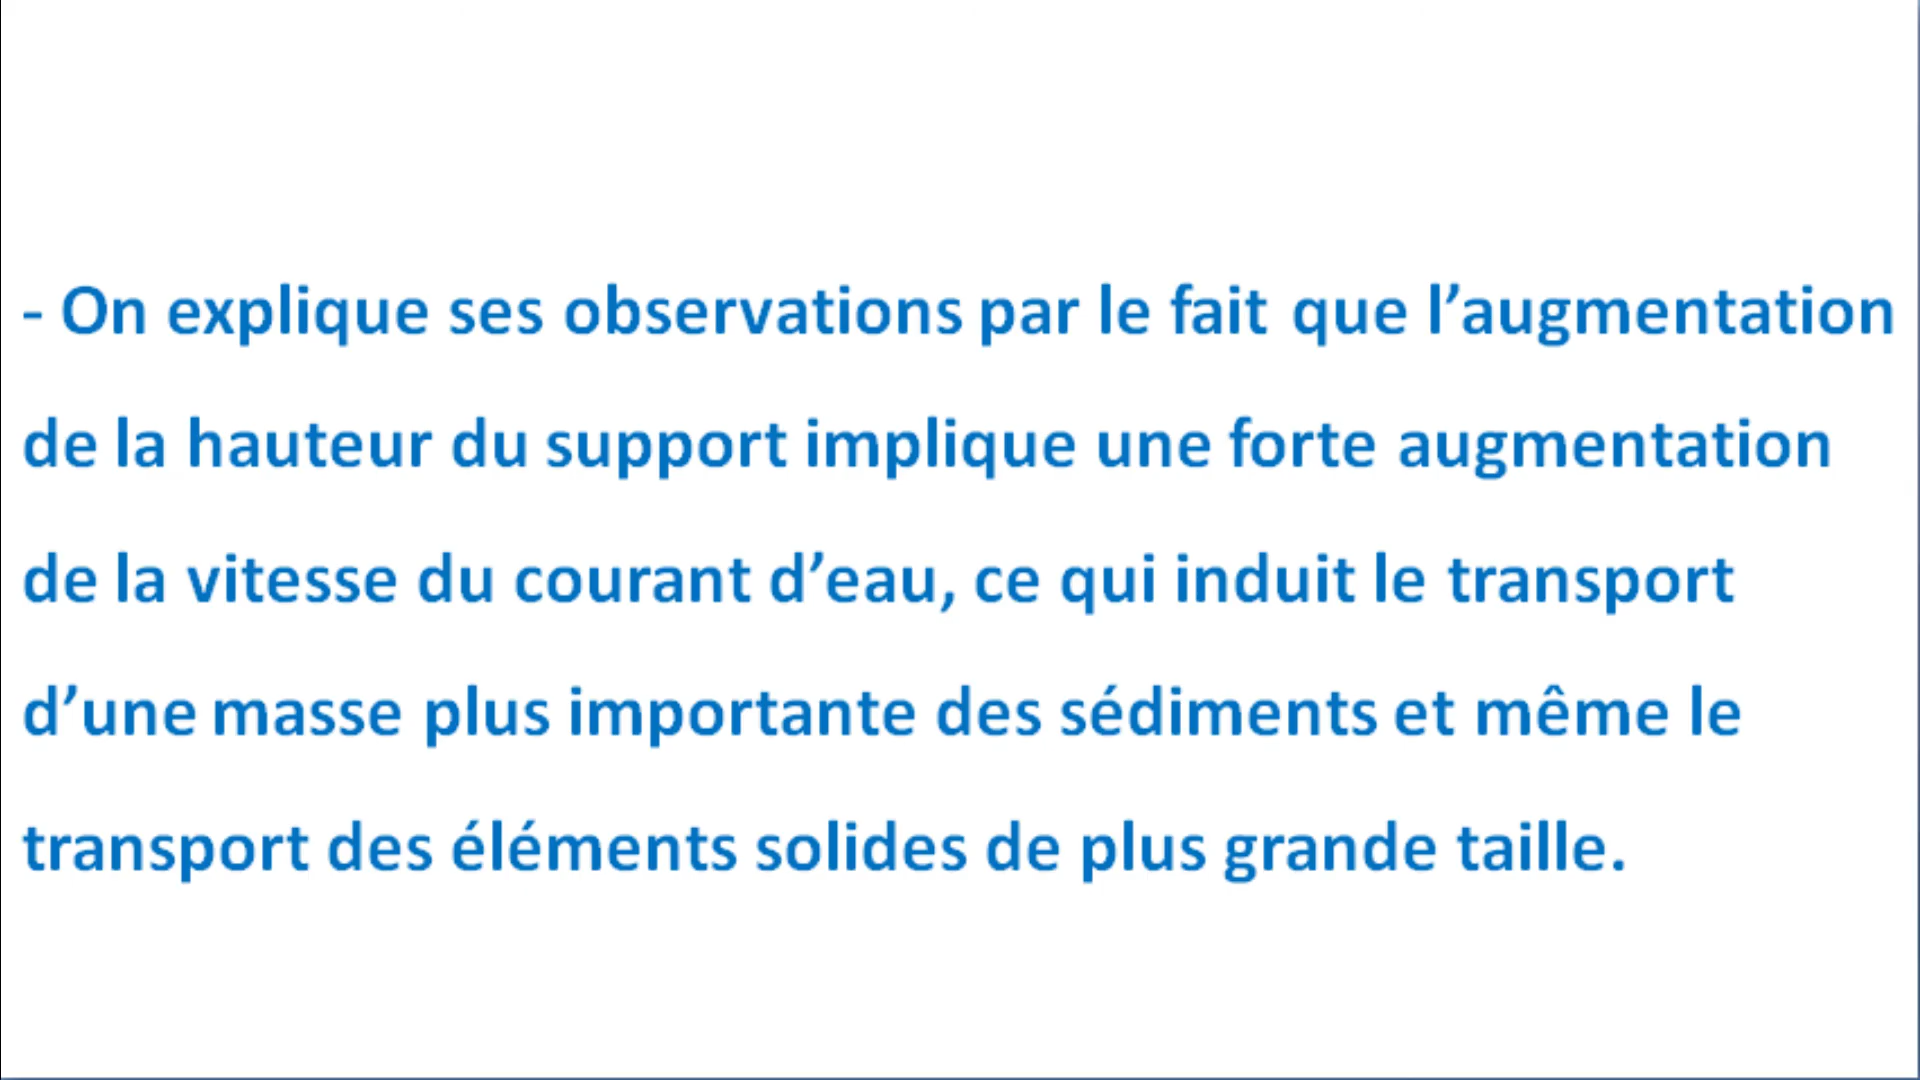 - On explique ses observations par le fait que l’augmentation
de la hauteur du support implique une forte augmentation
de la vitesse du courant d’eau, ce qui induit le transport
d’une masse plus importante des sédiments et même le
transport des éléments solides de plus grande taille.